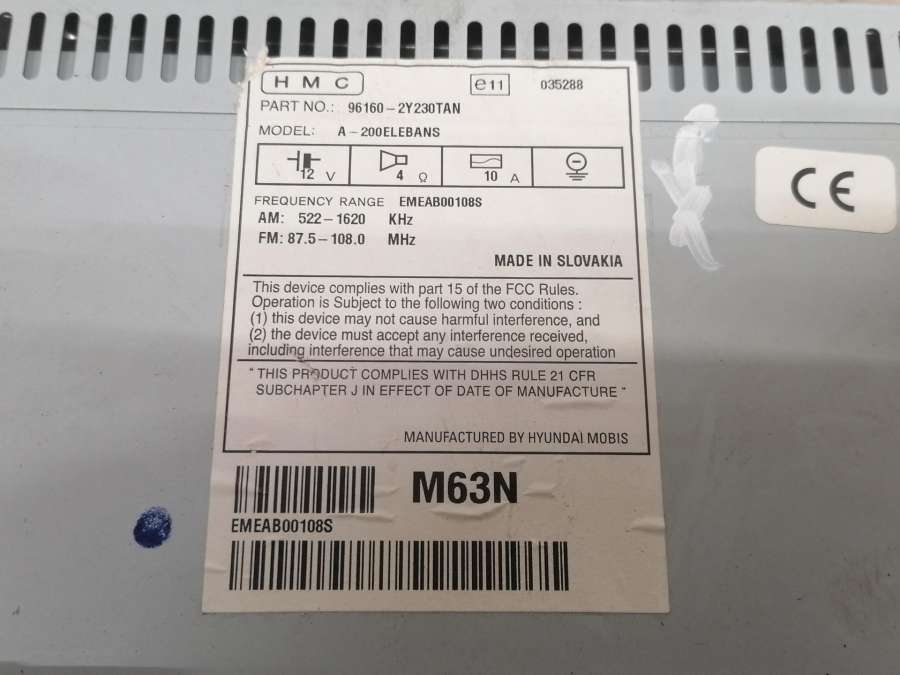 HMC e11 035288
PART NO.: 96160-2Y230TAN
MODEL: A-200ELEBANS
12 V 4 Ω 10 A
FREQUENCY RANGE EMEAB00108S
AM: 522-1620 KHz
FM: 87.5-108.0 MHz
MADE IN SLOVAKIA
This device complies with part 15 of the FCC Rules.
Operation is Subject to the following two conditions :
(1) this device may not cause harmful interference, and
(2) the device must accept any interference received,
including interference that may cause undesired operation
" THIS PRODUCT COMPLIES WITH DHHS RULE 21 CFR
SUBCHAPTER J IN EFFECT OF DATE OF MANUFACTURE "
MANUFACTURED BY HYUNDAI MOBIS
M63N
EMEAB00108S
CE